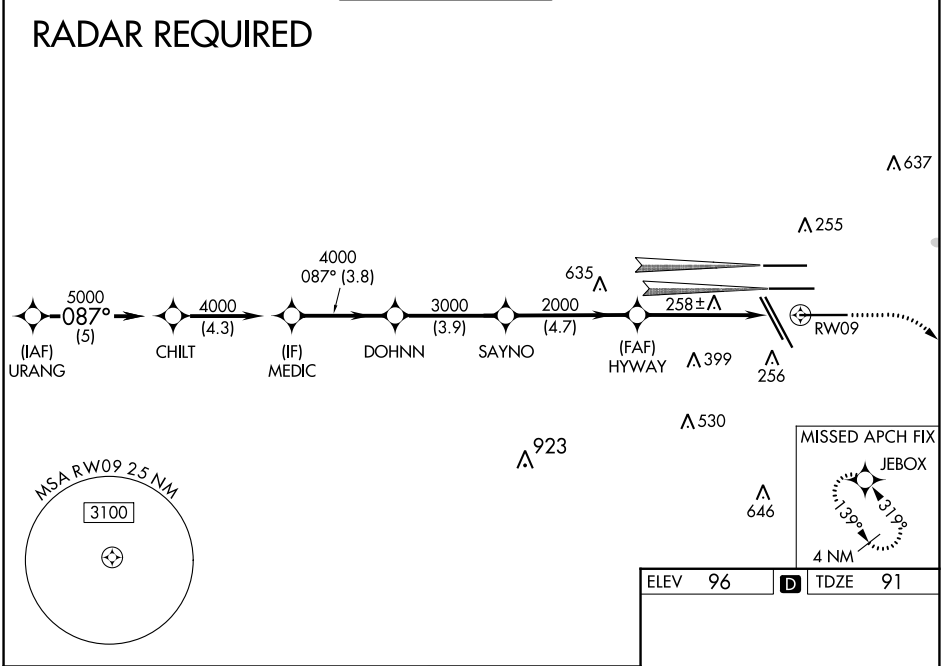 RADAR REQUIRED
637
255
4000
087° (3.8)
635
5000
087°
(5)
4000
(4.3)
3000
(3.9)
2000
(4.7)
258±
RW09
(IAF)
URANG
CHILT
(IF)
MEDIC
DOHNN
SAYNO
(FAF)
HYWAY
399
256
530
923
646
MISSED APCH FIX
JEBOX
139°
319°
4 NM
MSA RW09 25 NM
3100
ELEV 96 D TDZE 91